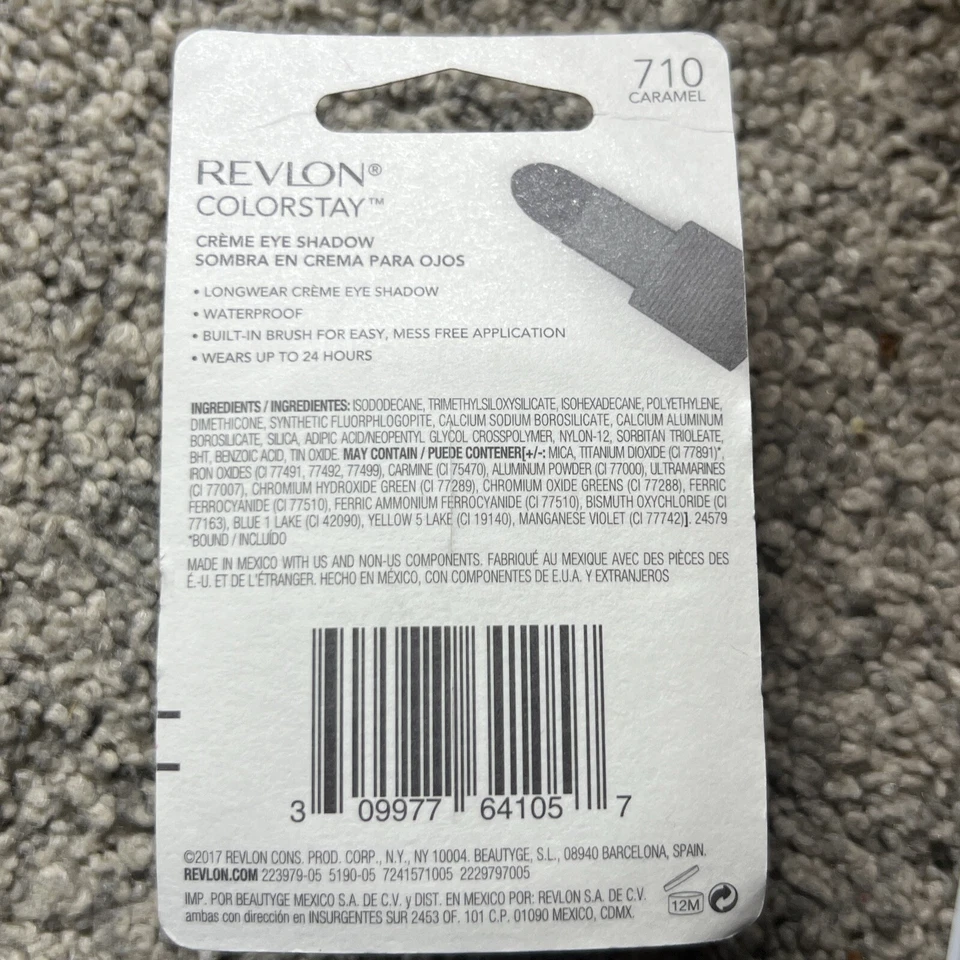 710
CARAMEL
REVLON®
COLORSTAY™
CRÈME EYE SHADOW
SOMBRA EN CREMA PARA OJOS
• LONGWEAR CRÈME EYE SHADOW
• WATERPROOF
• BUILT-IN BRUSH FOR EASY, MESS FREE APPLICATION
• WEARS UP TO 24 HOURS
INGREDIENTS / INGREDIENTES: ISODODECANE, TRIMETHYLSILOXYSILICATE, ISOHEXADECANE, POLYETHYLENE,
DIMETHICONE, SYNTHETIC FLUORPHLOGOPITE, CALCIUM SODIUM BOROSILICATE, CALCIUM ALUMINUM
BOROSILICATE, SILICA, ADIPIC ACID/NEOPENTYL GLYCOL CROSSPOLYMER, NYLON-12, SORBITAN TRIOLEATE,
BHT, BENZOIC ACID, TIN OXIDE. MAY CONTAIN / PUEDE CONTENER[+/-: MICA, TITANIUM DIOXIDE (CI 77891)*,
IRON OXIDES (CI 77491, 77492, 77499), CARMINE (CI 75470), ALUMINUM POWDER (CI 77000), ULTRAMARINES
(CI 77007), CHROMIUM HYDROXIDE GREEN (CI 77289), CHROMIUM OXIDE GREENS (CI 77288), FERRIC
FERROCYANIDE (CI 77510), FERRIC AMMONIUM FERROCYANIDE (CI 77510), BISMUTH OXYCHLORIDE (CI
77163), BLUE 1 LAKE (CI 42090), YELLOW 5 LAKE (CI 19140), MANGANESE VIOLET (CI 77742)]. 24579
*BOUND / INCLUÍDO
MADE IN MEXICO WITH US AND NON-US COMPONENTS. FABRIQUÉ AU MEXIQUE AVEC DES PIÈCES DES
É.-U. ET DE L'ÉTRANGER. HECHO EN MÉXICO, CON COMPONENTES DE E.U.A. Y EXTRANJEROS
3 09977 64105 7
©2017 REVLON CONS. PROD. CORP., N.Y., NY 10004. BEAUTYGE, S.L., 08940 BARCELONA, SPAIN.
REVLON.COM 223979-05 5190-05 7241571005 2229797005
IMP. POR BEAUTYGE MEXICO S.A. DE C.V. y DIST. EN MEXICO POR: REVLON S.A. DE C.V.
ambas con dirección en INSURGENTES SUR 2453 OF. 101 C.P. 01090 MEXICO, CDMX.
12M